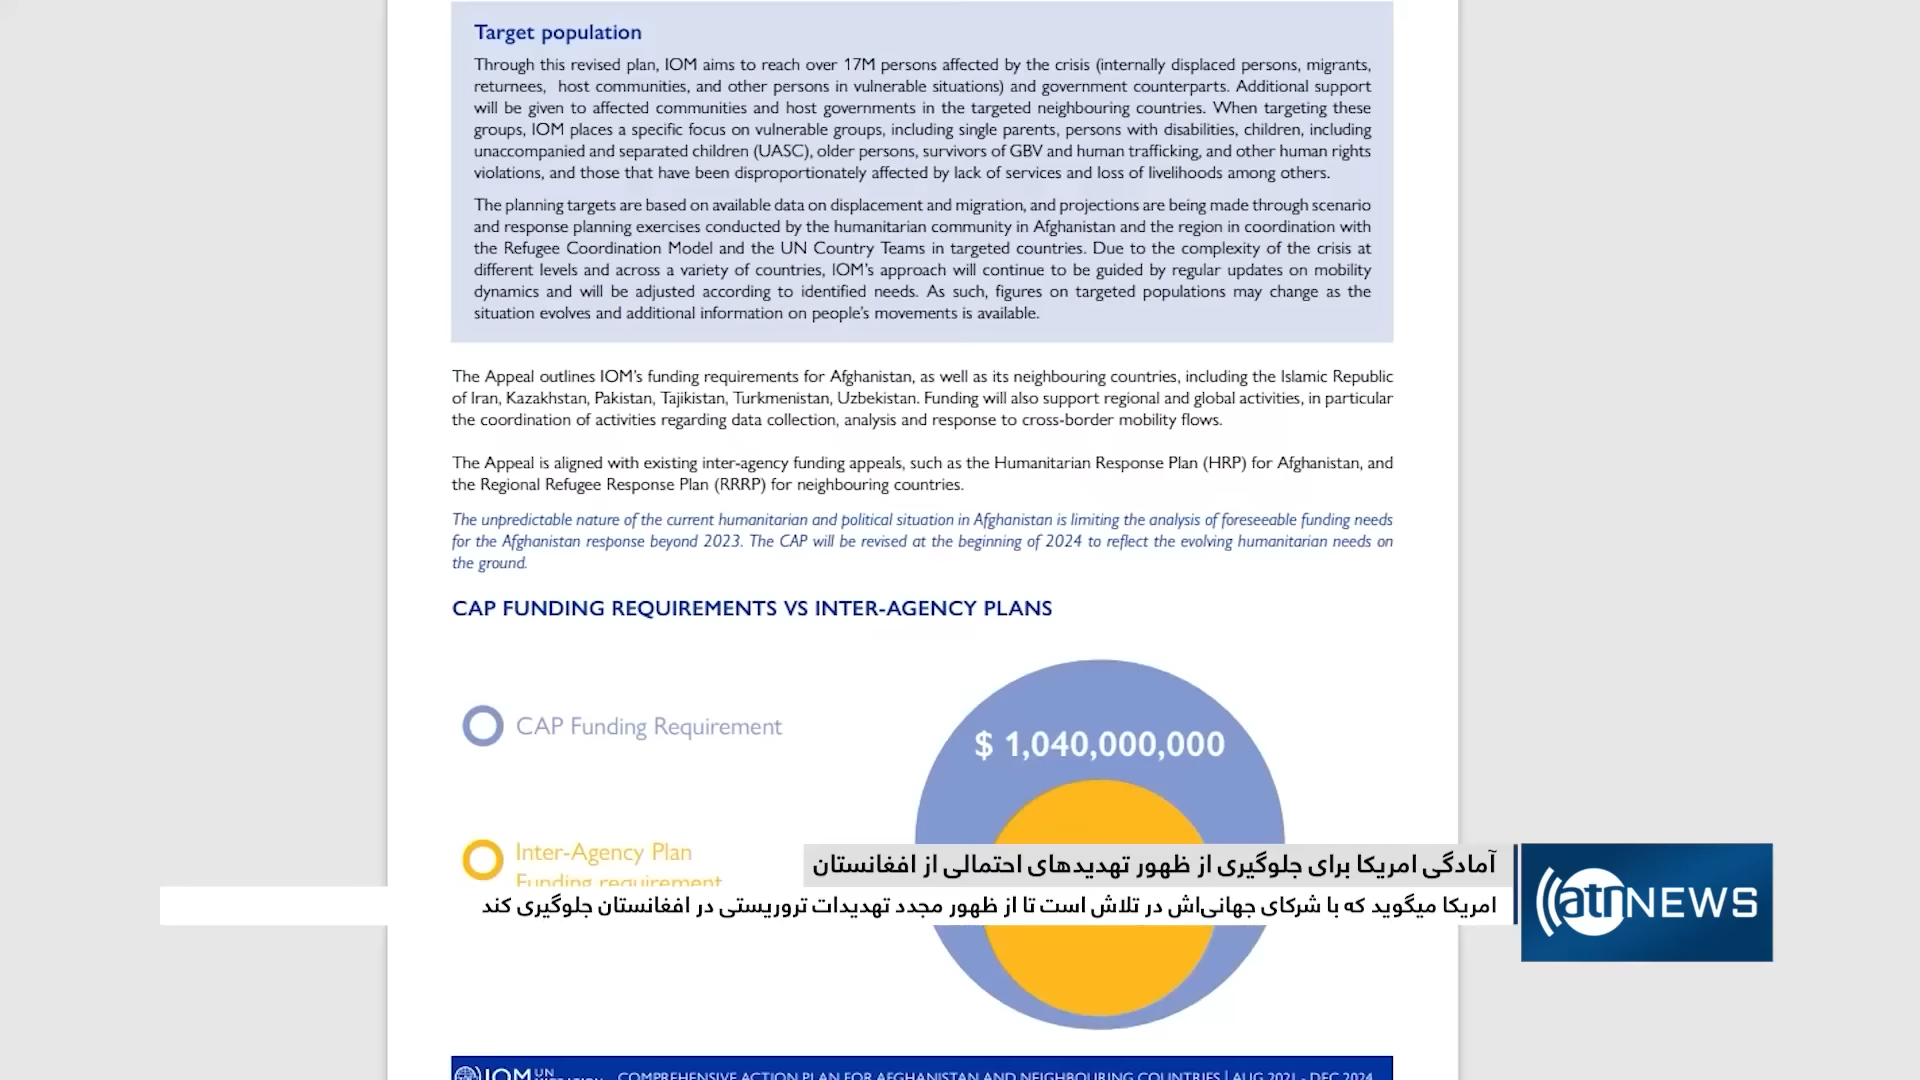 Target population
Through this revised plan, IOM aims to reach over 17M persons affected by the crisis (internally displaced persons, migrants,
returnees, host communities, and other persons in vulnerable situations) and government counterparts. Additional support
will be given to affected communities and host governments in the targeted neighbouring countries. When targeting these
groups, IOM places a specific focus on vulnerable groups, including single parents, persons with disabilities, children, including
unaccompanied and separated children (UASC), older persons, survivors of GBV and human trafficking, and other human rights
violations, and those that have been disproportionately affected by lack of services and loss of livelihoods among others.
The planning targets are based on available data on displacement and migration, and projections are being made through scenario
and response planning exercises conducted by the humanitarian community in Afghanistan and the region in coordination with
the Refugee Coordination Model and the UN Country Teams in targeted countries. Due to the complexity of the crisis at
different levels and across a variety of countries, IOM's approach will continue to be guided by regular updates on mobility
dynamics and will be adjusted according to identified needs. As such, figures on targeted populations may change as the
situation evolves and additional information on people's movements is available.
The Appeal outlines IOM's funding requirements for Afghanistan, as well as its neighbouring countries, including the Islamic Republic
of Iran, Kazakhstan, Pakistan, Tajikistan, Turkmenistan, Uzbekistan. Funding will also support regional and global activities, in particular
the coordination of activities regarding data collection, analysis and response to cross-border mobility flows.
The Appeal is aligned with existing inter-agency funding appeals, such as the Humanitarian Response Plan (HRP) for Afghanistan, and
the Regional Refugee Response Plan (RRRP) for neighbouring countries.
The unpredictable nature of the current humanitarian and political situation in Afghanistan is limiting the analysis of foreseeable funding needs
for the Afghanistan response beyond 2023. The CAP will be revised at the beginning of 2024 to reflect the evolving humanitarian needs on
the ground.
CAP FUNDING REQUIREMENTS VS INTER-AGENCY PLANS
CAP Funding Requirement
$ 1,040,000,000
Inter-Agency Plan
Funding requirement
آمادگی امریکا برای جلوگیری از ظهور تهدیدهای احتمالی از افغانستان
امریکا میگوید که با شرکای جهانی‌اش در تلاش است تا از ظهور مجدد تهدیدات تروریستی در افغانستان جلوگیری کند
atn NEWS
IOM UN
COMPREHENSIVE ACTION PLAN FOR AFGHANISTAN AND NEIGHBOURING COUNTRIES | AUG 2021 - DEC 2024